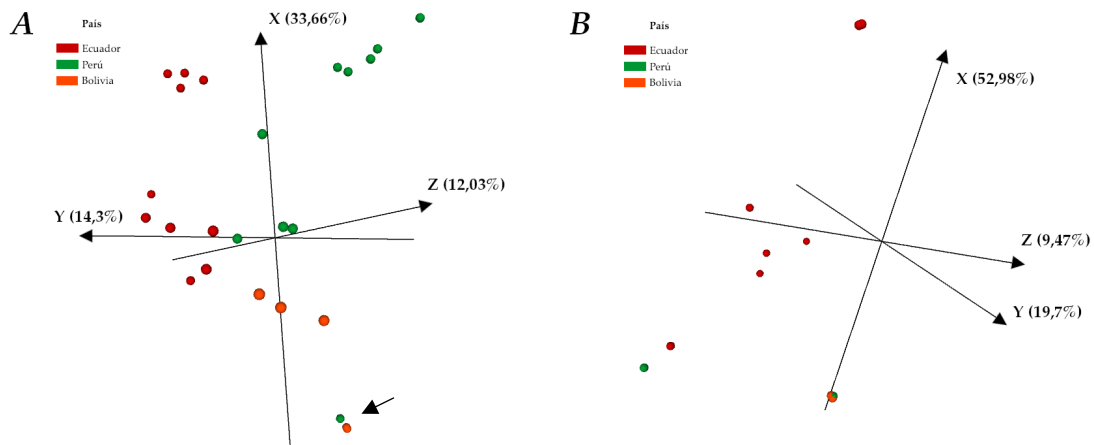 A
País
Ecuador
Perú
Bolivia
X (33,66%)
Z (12,03%)
Y (14,3%)
B
País
Ecuador
Perú
Bolivia
X (52,98%)
Z (9,47%)
Y (19,7%)